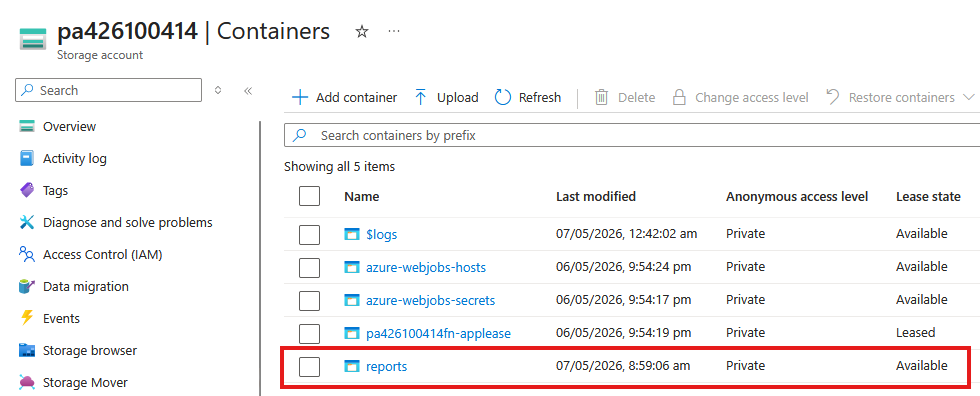 pa426100414 | Containers ☆ ...
Storage account
Search
Add container Upload Refresh Delete Change access level Restore containers
Search containers by prefix
Showing all 5 items
Overview
Activity log
Tags
Diagnose and solve problems
Access Control (IAM)
Data migration
Events
Storage browser
Storage Mover
Name Last modified Anonymous access level Lease state
$logs 07/05/2026, 12:42:02 am Private Available
azure-webjobs-hosts 06/05/2026, 9:54:24 pm Private Available
azure-webjobs-secrets 06/05/2026, 9:54:17 pm Private Available
pa426100414fn-applease 06/05/2026, 9:54:19 pm Private Leased
reports 07/05/2026, 8:59:06 am Private Available